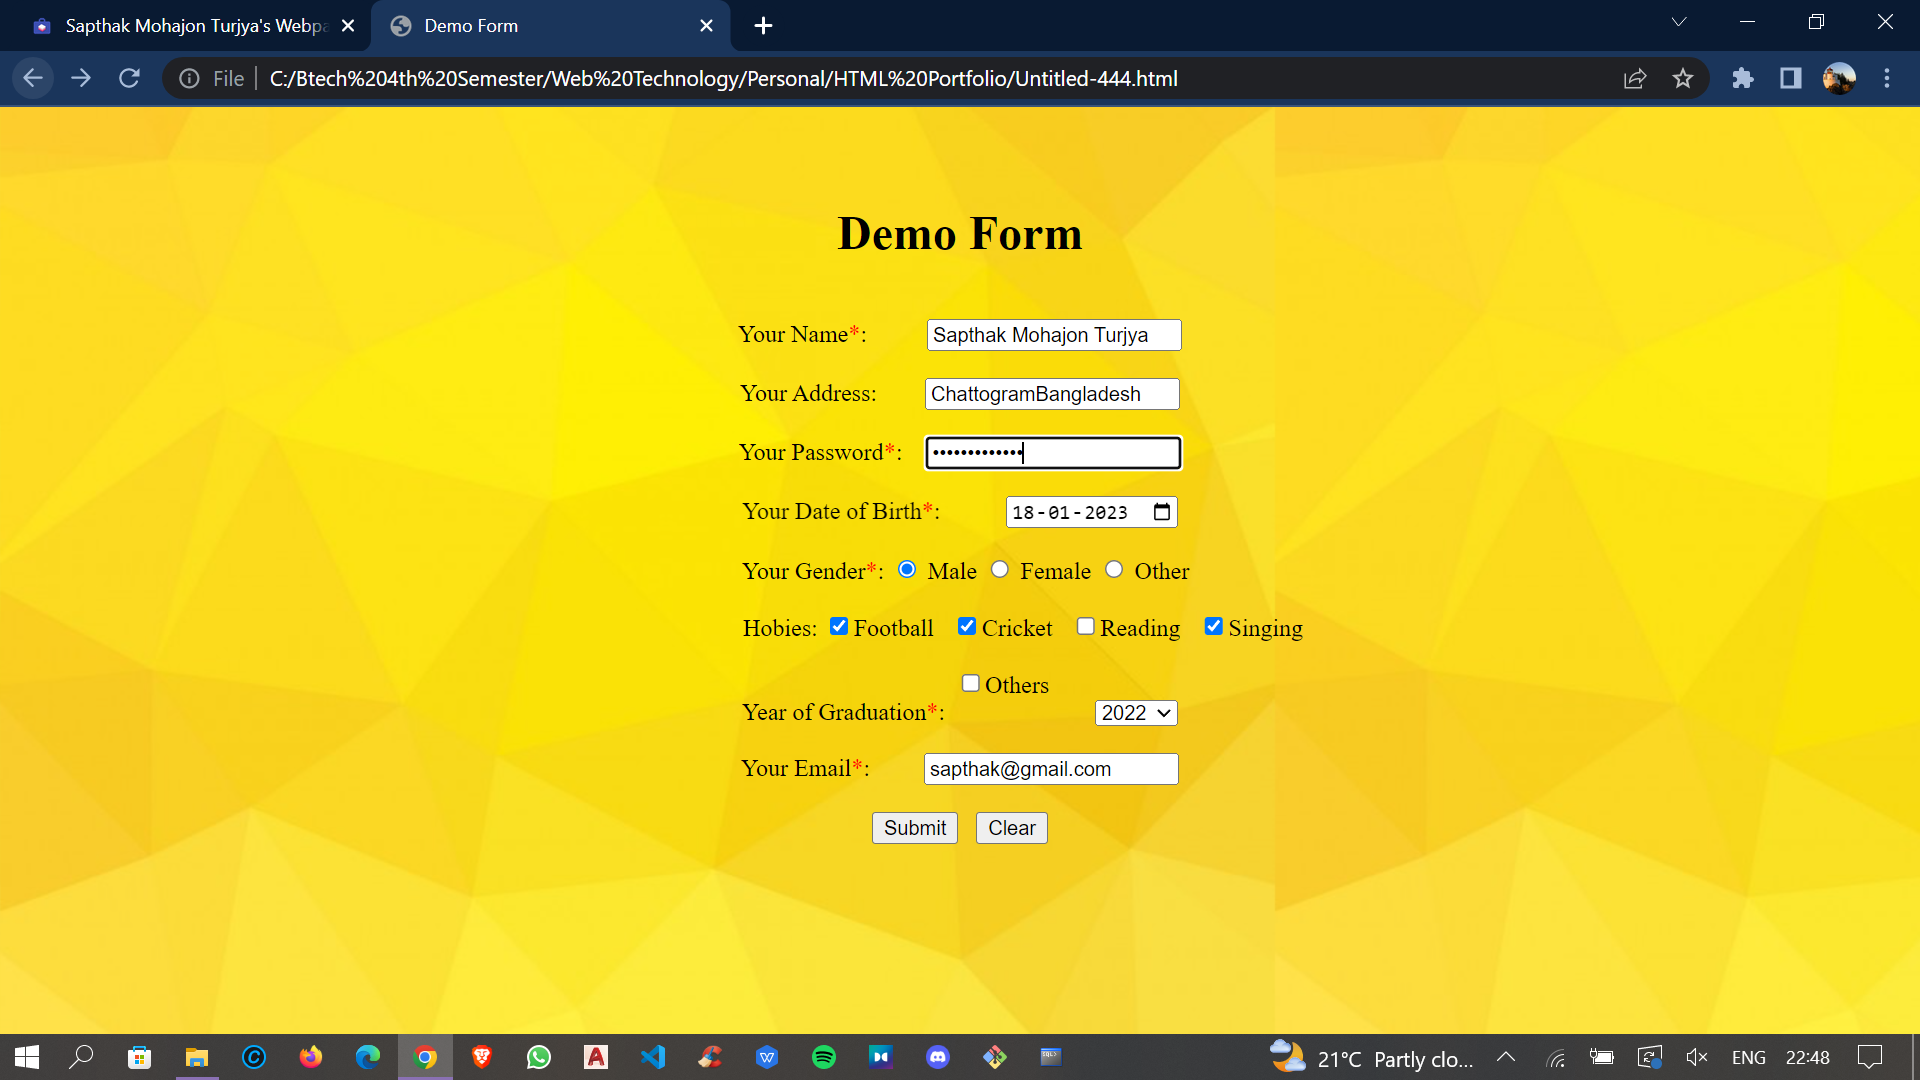 Sapthak Mohajon Turjya's Webpa
Demo Form
File
C:/Btech%204th%20Semester/Web%20Technology/Personal/HTML%20Portfolio/Untitled-444.html
Demo Form
Your Name*: Sapthak Mohajon Turjya
Your Address: ChattogramBangladesh
Your Password*: •••••••••••••
Your Date of Birth*: 18-01-2023
Your Gender*: Male Female Other
Hobies: Football Cricket Reading Singing
Others
Year of Graduation*: 2022
Your Email*: sapthak@gmail.com
Submit Clear
21°C Partly clo... ENG 22:48